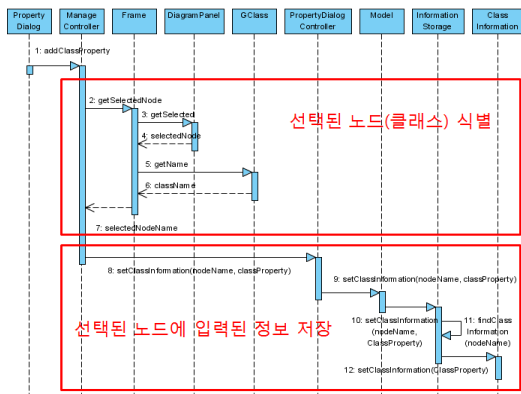 Property
Dialog
Manage
Controller
Frame
DiagramPanel
GClass
PropertyDialog
Controller
Model
Information
Storage
Class
Information
1: addClassProperty
2: getSelectedNode
3: getSelected
선택된 노드(클래스) 식별
4: selectedNode
5: getName
6: className
7: selectedNodeName
8: setClassInformation(nodeName, classProperty)
9: setClassInformation(nodeName, classProperty)
10: setClassInformation
(nodeName,
ClassProperty)
11: findClass
Information
(nodeName)
선택된 노드에 입력된 정보 저장
12: setClassInformation(ClassProperty)